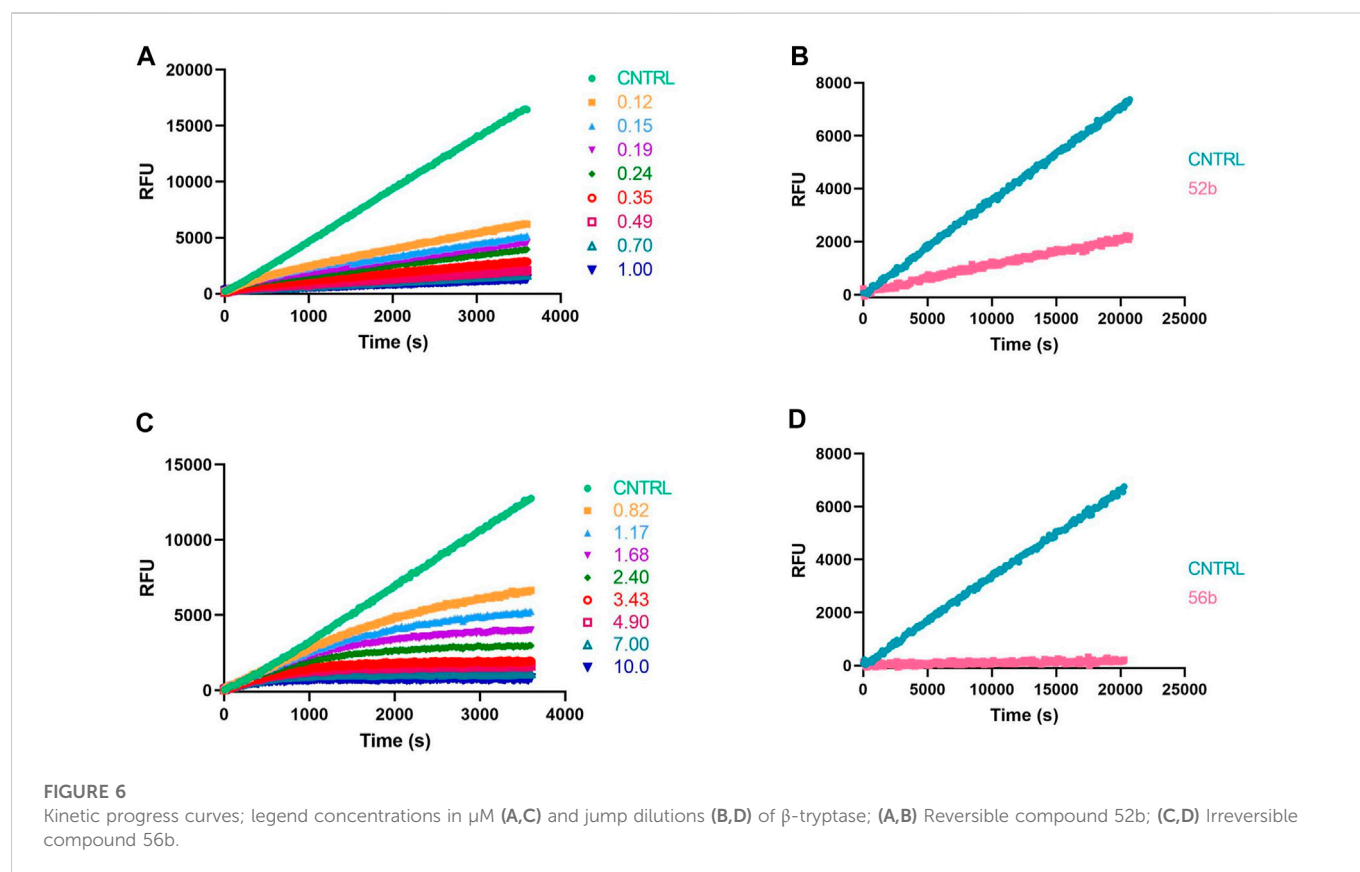 A
20000
15000
10000
5000
0
RFU
0 1000 2000 3000 4000
Time (s)
CNTRL
0.12
0.15
0.19
0.24
0.35
0.49
0.70
1.00
B
8000
6000
4000
2000
0
RFU
0 5000 10000 15000 20000 25000
Time (s)
CNTRL
52b
C
15000
10000
5000
0
RFU
0 1000 2000 3000 4000
Time (s)
CNTRL
0.82
1.17
1.68
2.40
3.43
4.90
7.00
10.0
D
8000
6000
4000
2000
0
RFU
0 5000 10000 15000 20000 25000
Time (s)
CNTRL
56b
FIGURE 6
Kinetic progress curves; legend concentrations in μM (A,C) and jump dilutions (B,D) of β-tryptase; (A,B) Reversible compound 52b; (C,D) Irreversible
compound 56b.